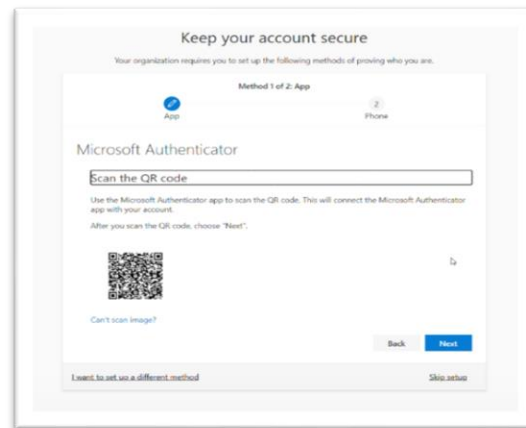 Keep your account secure
Your organization requires you to set up the following methods of proving who you are.
Method 1 of 2: App
App
2
Phone
Microsoft Authenticator
Scan the QR code
Use the Microsoft Authenticator app to scan the QR code. This will connect the Microsoft Authenticator
app with your account.
After you scan the QR code, choose "Next".
Can't scan image?
Back
Next
I want to set up a different method
Skip setup